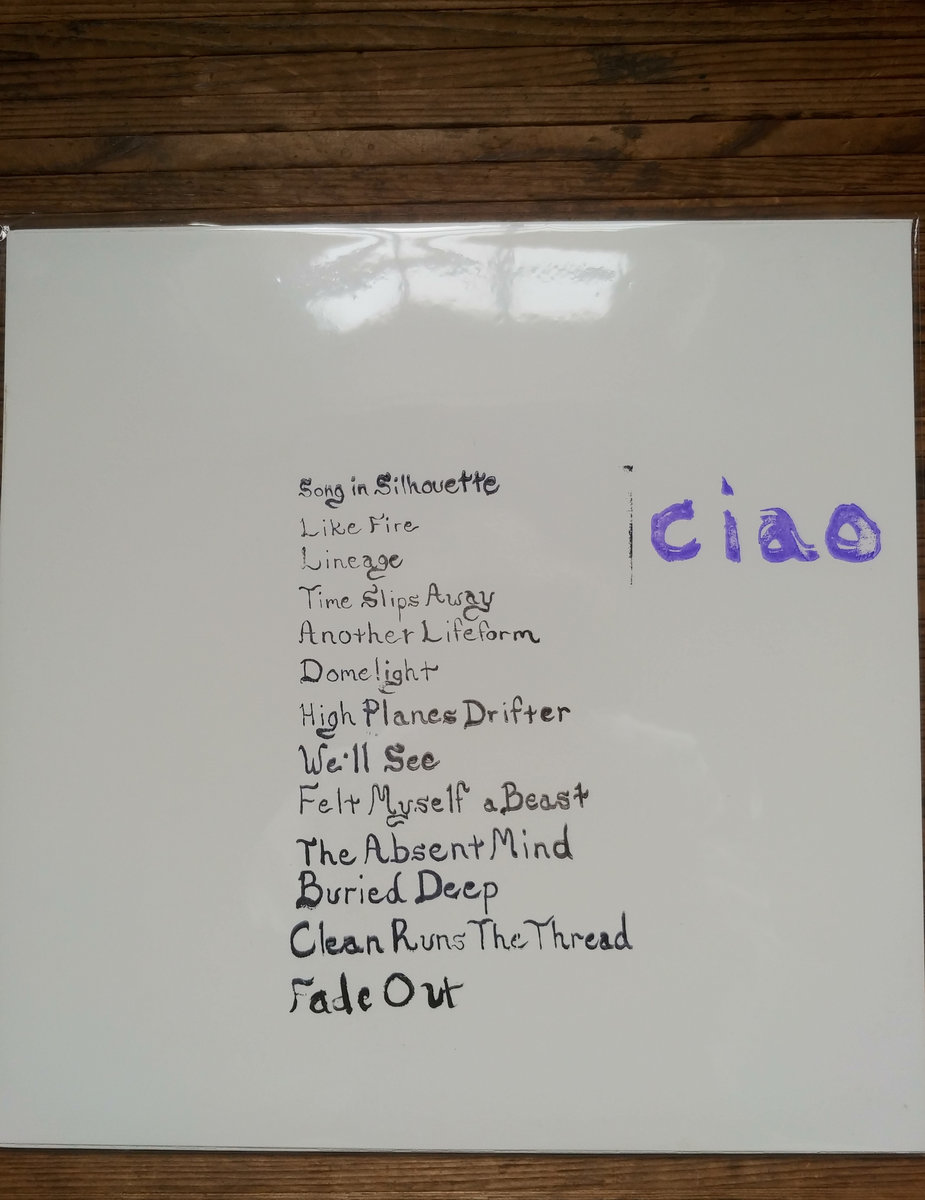 Song in Silhouette
ciao
Like Fire
Lineage
Time Slips Away
Another Lifeform
Domelight
High Planes Drifter
We'll See
Felt Myself a Beast
The Absent Mind
Buried Deep
Clean Runs The Thread
Fade Out